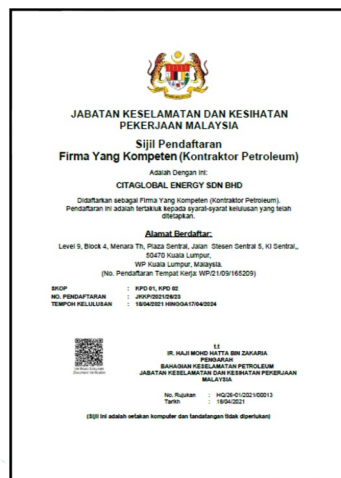 JABATAN KESELAMATAN DAN KESIHATAN
PEKERJAAN MALAYSIA
Sijil Pendaftaran
Firma Yang Kompeten (Kontraktor Petroleum)
Adalah Dengan Ini:
CITAGLOBAL ENERGY SDN BHD
Didaftarkan sebagai Firma Yang Kompeten (Kontraktor Petroleum).
Pendaftaran ini adalah tertakluk kepada syarat-syarat kelulusan yang telah
ditetapkan.
Alamat Berdaftar:
Level 9, Block 4, Menara Th, Plaza Sentral, Jalan Stesen Sentral 5, Kl Sentral,,
50470 Kuala Lumpur,
WP Kuala Lumpur, Malaysia.
(No. Pendaftaran Tempat Kerja: WP/21/09/165209)
SKOP : KPD 01, KPD 02
NO. PENDAFTARAN : JKKP/2021/28/23
TEMPOH KELULUSAN : 18/04/2021 HINGGA17/04/2024
t.t
IR. HAJI MOHD HATTA BIN ZAKARIA
PENGARAH
BAHAGIAN KESELAMATAN PETROLEUM
JABATAN KESELAMATAN DAN KESIHATAN PEKERJAAN
MALAYSIA
No. Rujukan : HQ/26-01/2021/00013
Tarikh : 18/04/2021
(Sijil ini adalah cetakan komputer dan tandatangan tidak diperlukan)